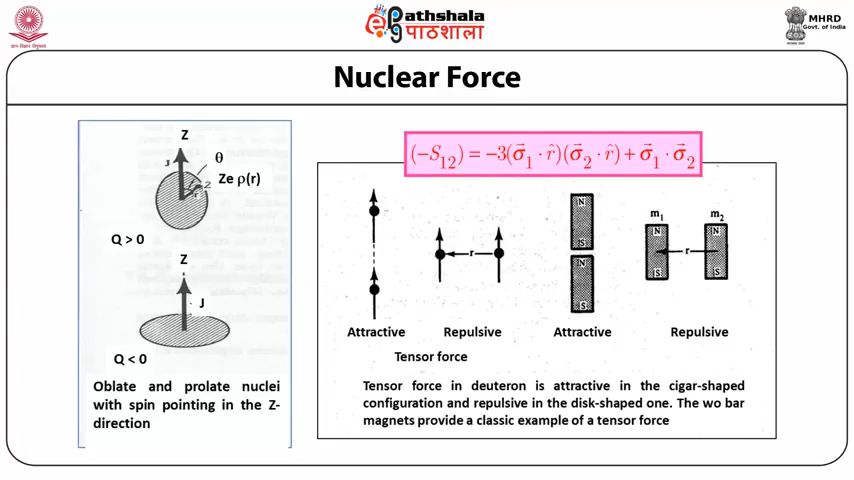 ePGPathshala
पाठशाला
MHRD
Govt. of India
Nuclear Force
Z
J
θ
Ze ρ(r)
Q > 0
Z
J
Q < 0
Oblate and prolate nuclei
with spin pointing in the Z-
direction
(−S₁₂) = −3(σ⃗₁ · r̂)(σ⃗₂ · r̂) + σ⃗₁ · σ⃗₂
r
N
S
N
S
m₁
m₂
N
S
r
N
S
Attractive
Repulsive
Attractive
Repulsive
Tensor force
Tensor force in deuteron is attractive in the cigar-shaped
configuration and repulsive in the disk-shaped one. The wo bar
magnets provide a classic example of a tensor force